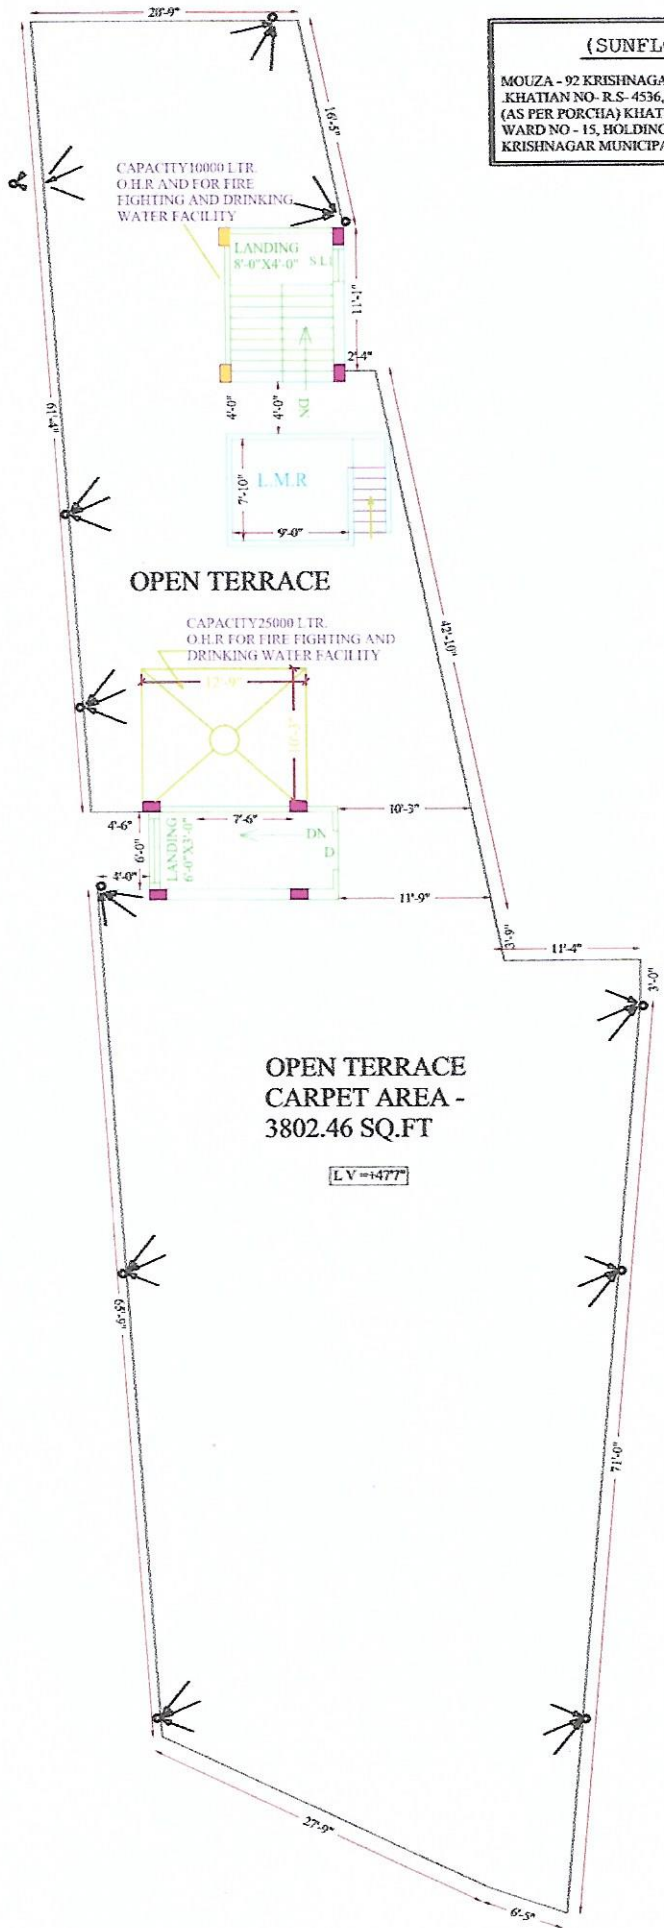 28'-9"
(SUNFLO
MOUZA - 92 KRISHNAGA
.KHATIAN NO- R.S- 4536,
(AS PER PORCHA) KHAT
WARD NO - 15, HOLDING
KRISHNAGAR MUNICIPA
16'-5"
CAPACITY10000 LTR.
O.H.R AND FOR FIRE
FIGHTING AND DRINKING
WATER FACILITY
LANDING
8'-0"X4'-0"
11'-1"
2'-4"
4'-0"
4'-0"
DN
61'-4"
L.M.R
7'-10"
9'-0"
OPEN TERRACE
42'-10"
CAPACITY25000 LTR.
O.H.R FOR FIRE FIGHTING AND
DRINKING WATER FACILITY
12'-9"
10'-3"
4'-6"
7'-6"
10'-3"
6'-0"
LANDING
6'-0"X3'-0"
DN
D
4'-0"
11'-9"
3'-9"
11'-4"
3'-0"
OPEN TERRACE
CARPET AREA -
3802.46 SQ.FT
L V =+47'7"
65'-9"
71'-0"
27'-9"
6'-5"